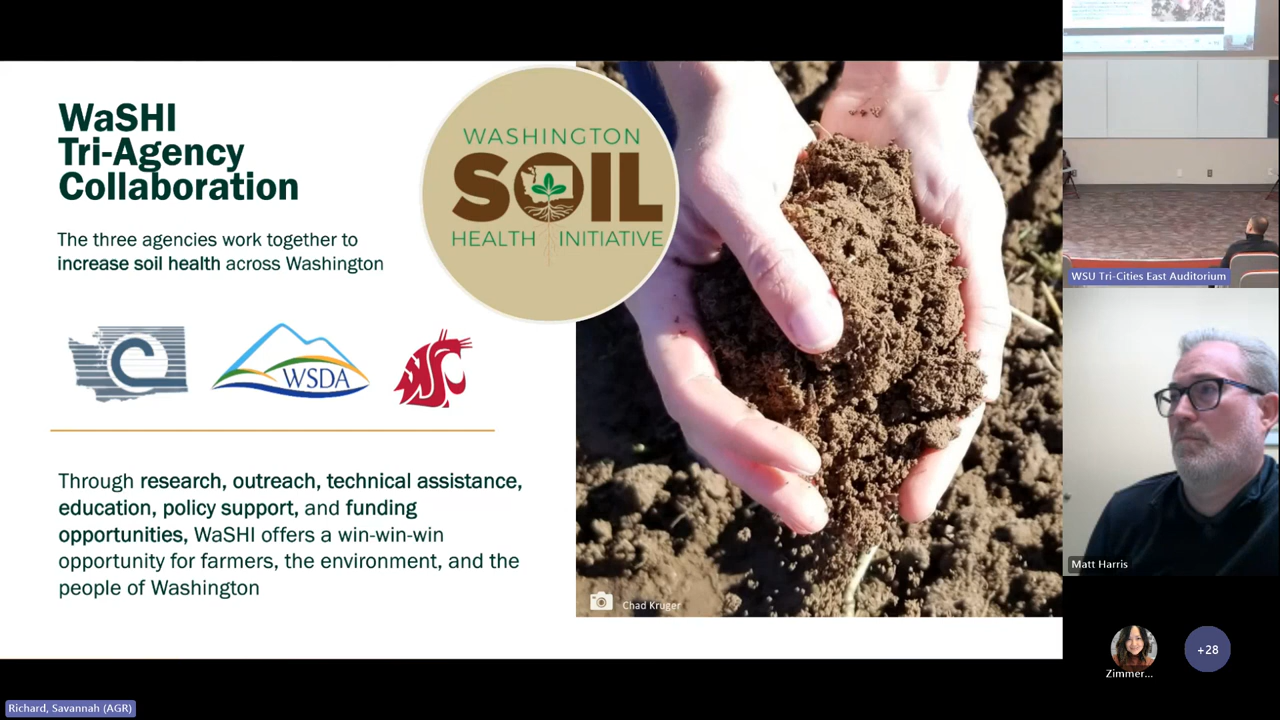 WaSHI
Tri-Agency
Collaboration
The three agencies work together to
increase soil health across Washington
WASHINGTON
SOIL
HEALTH INITIATIVE
WSDA
WSC
Through research, outreach, technical assistance,
education, policy support, and funding
opportunities, WaSHI offers a win-win-win
opportunity for farmers, the environment, and the
people of Washington
Chad Kruger
WSU Tri-Cities East Auditorium
Matt Harris
Zimmer...
+28
Richard, Savannah (AGR)